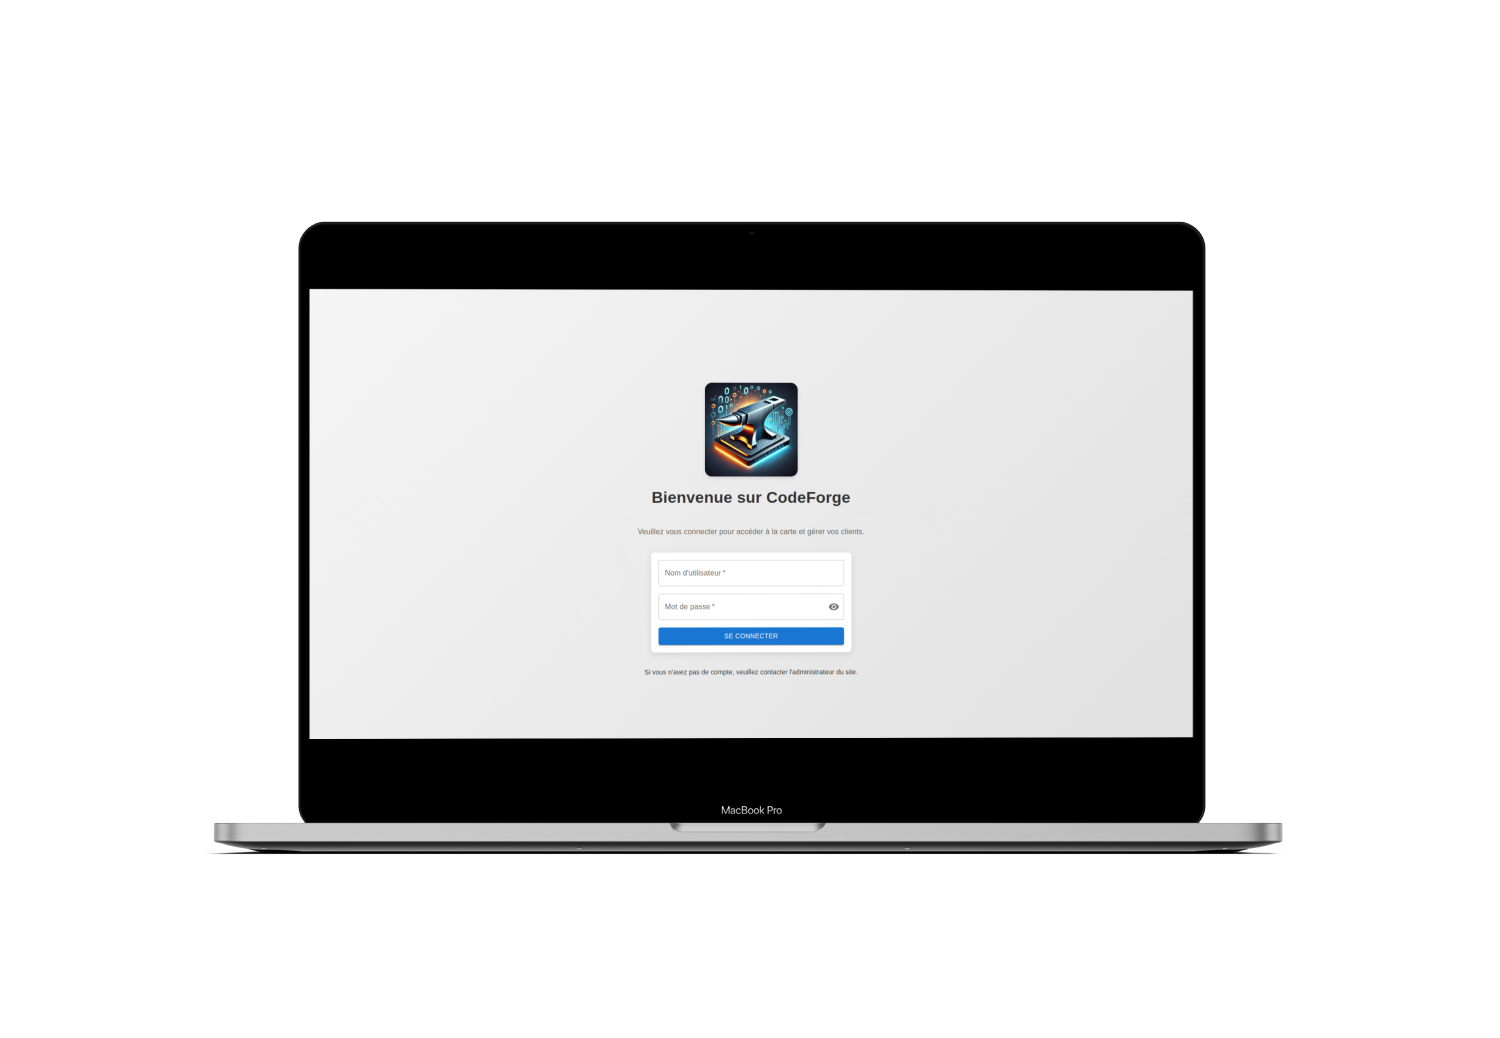 Bienvenue sur CodeForge
Veuillez vous connecter pour accéder à la carte et gérer vos clients.
Nom d'utilisateur *
Mot de passe *
SE CONNECTER
Si vous n'avez pas de compte, veuillez contacter l'administrateur du site.
MacBook Pro